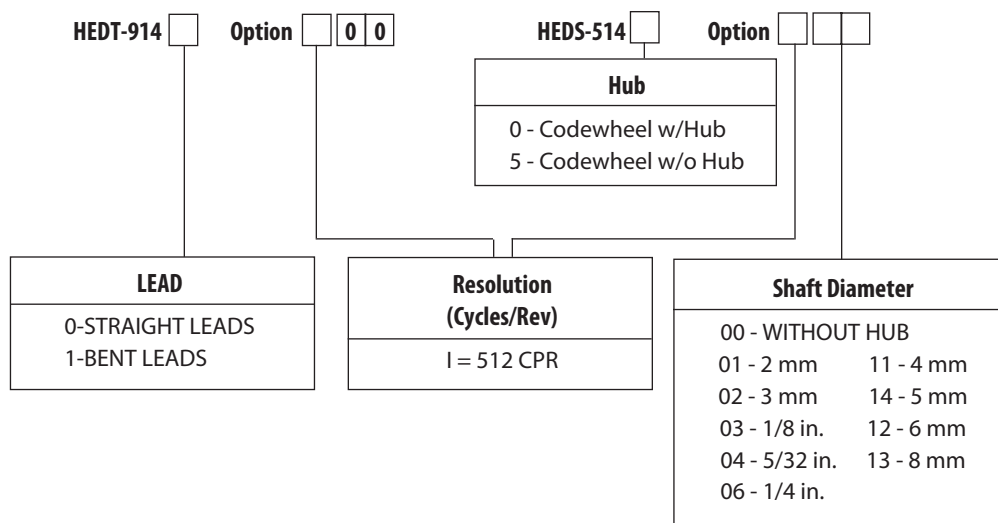 HEDT-914 Option 0 0 HEDS-514 Option
Hub
0 - Codewheel w/Hub
5 - Codewheel w/o Hub
LEAD
0-STRAIGHT LEADS
1-BENT LEADS
Resolution
(Cycles/Rev)
I = 512 CPR
Shaft Diameter
00 - WITHOUT HUB
01 - 2 mm 11 - 4 mm
02 - 3 mm 14 - 5 mm
03 - 1/8 in. 12 - 6 mm
04 - 5/32 in. 13 - 8 mm
06 - 1/4 in.